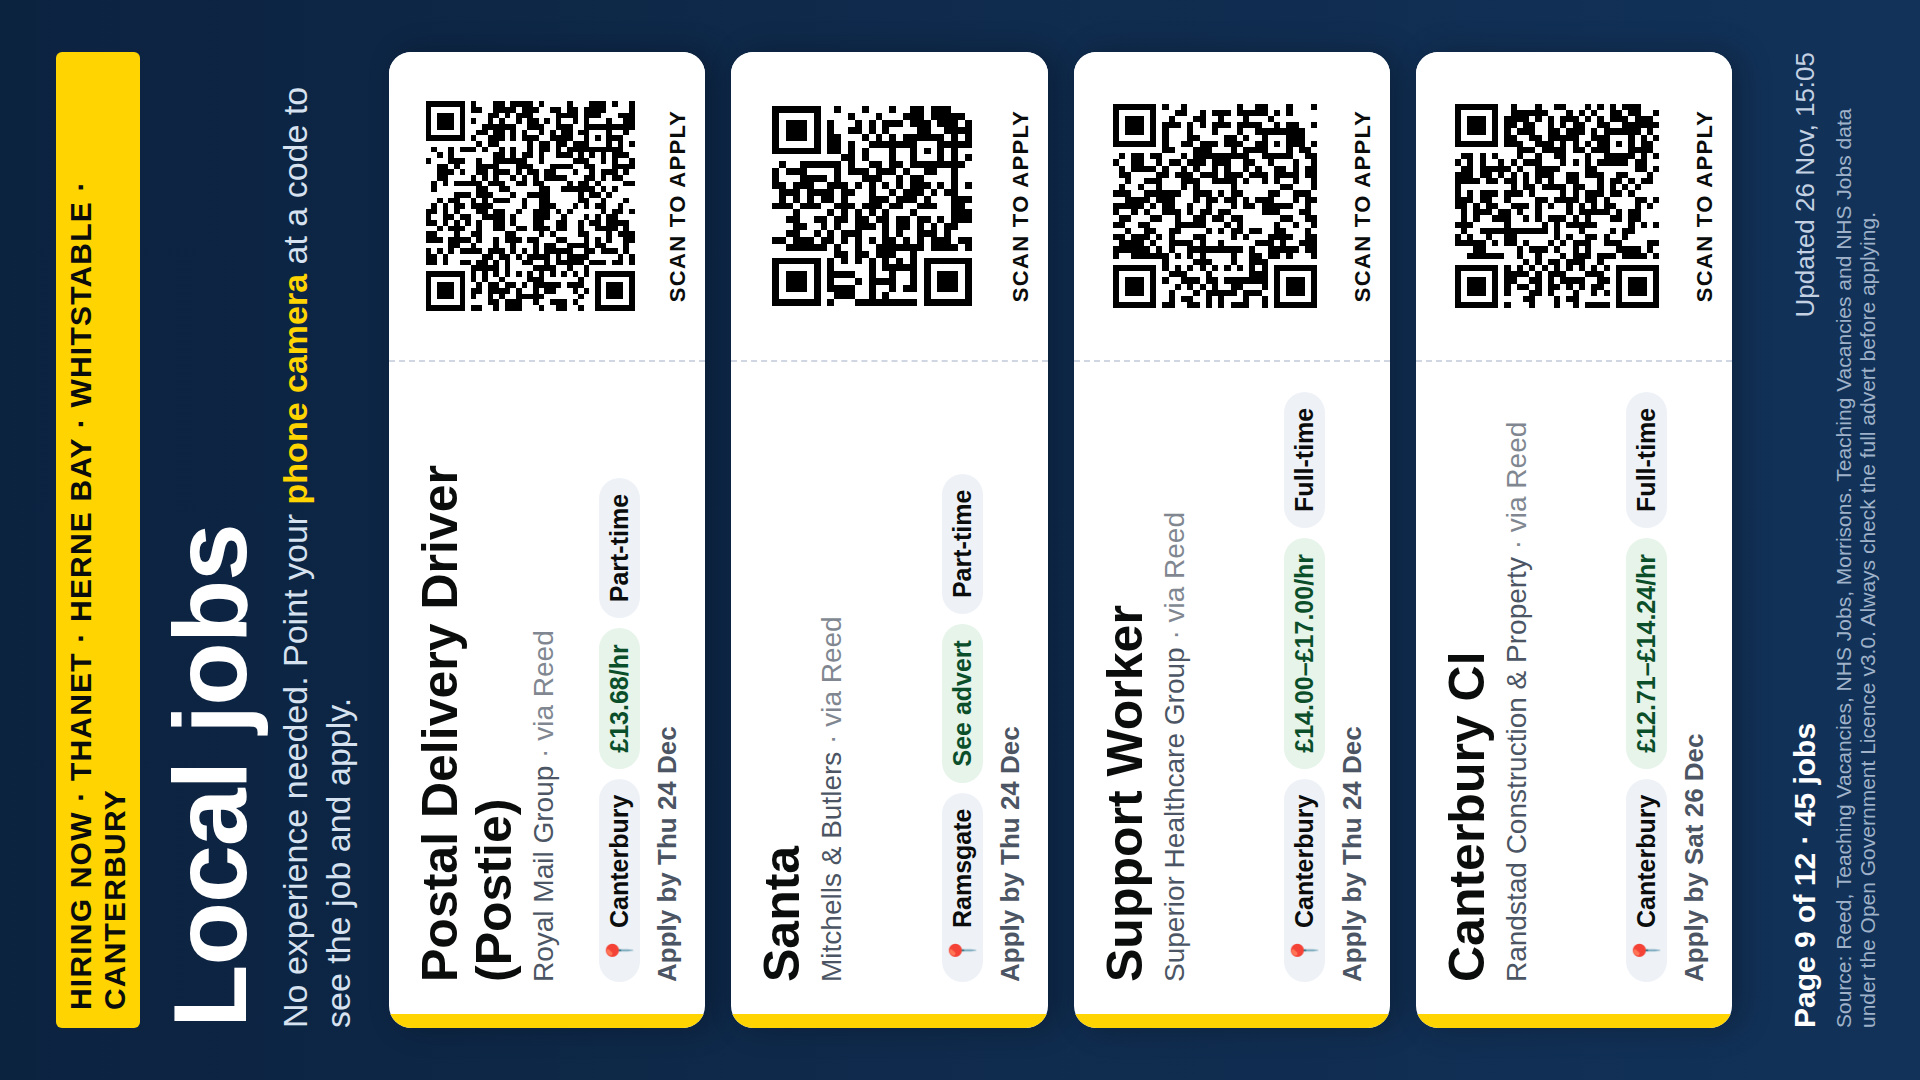 HIRING NOW · THANET · HERNE BAY · WHITSTABLE ·
CANTERBURY
Local jobs
No experience needed. Point your phone camera at a code to
see the job and apply.
Postal Delivery Driver
(Postie)
Royal Mail Group · via Reed
📍 Canterbury £13.68/hr Part-time
Apply by Thu 24 Dec
SCAN TO APPLY
Santa
Mitchells & Butlers · via Reed
📍 Ramsgate See advert Part-time
Apply by Thu 24 Dec
SCAN TO APPLY
Support Worker
Superior Healthcare Group · via Reed
📍 Canterbury £14.00–£17.00/hr Full-time
Apply by Thu 24 Dec
SCAN TO APPLY
Canterbury CI
Randstad Construction & Property · via Reed
📍 Canterbury £12.71–£14.24/hr Full-time
Apply by Sat 26 Dec
SCAN TO APPLY
Page 9 of 12 · 45 jobs
Updated 26 Nov, 15:05
Source: Reed, Teaching Vacancies, NHS Jobs, Morrisons. Teaching Vacancies and NHS Jobs data
under the Open Government Licence v3.0. Always check the full advert before applying.